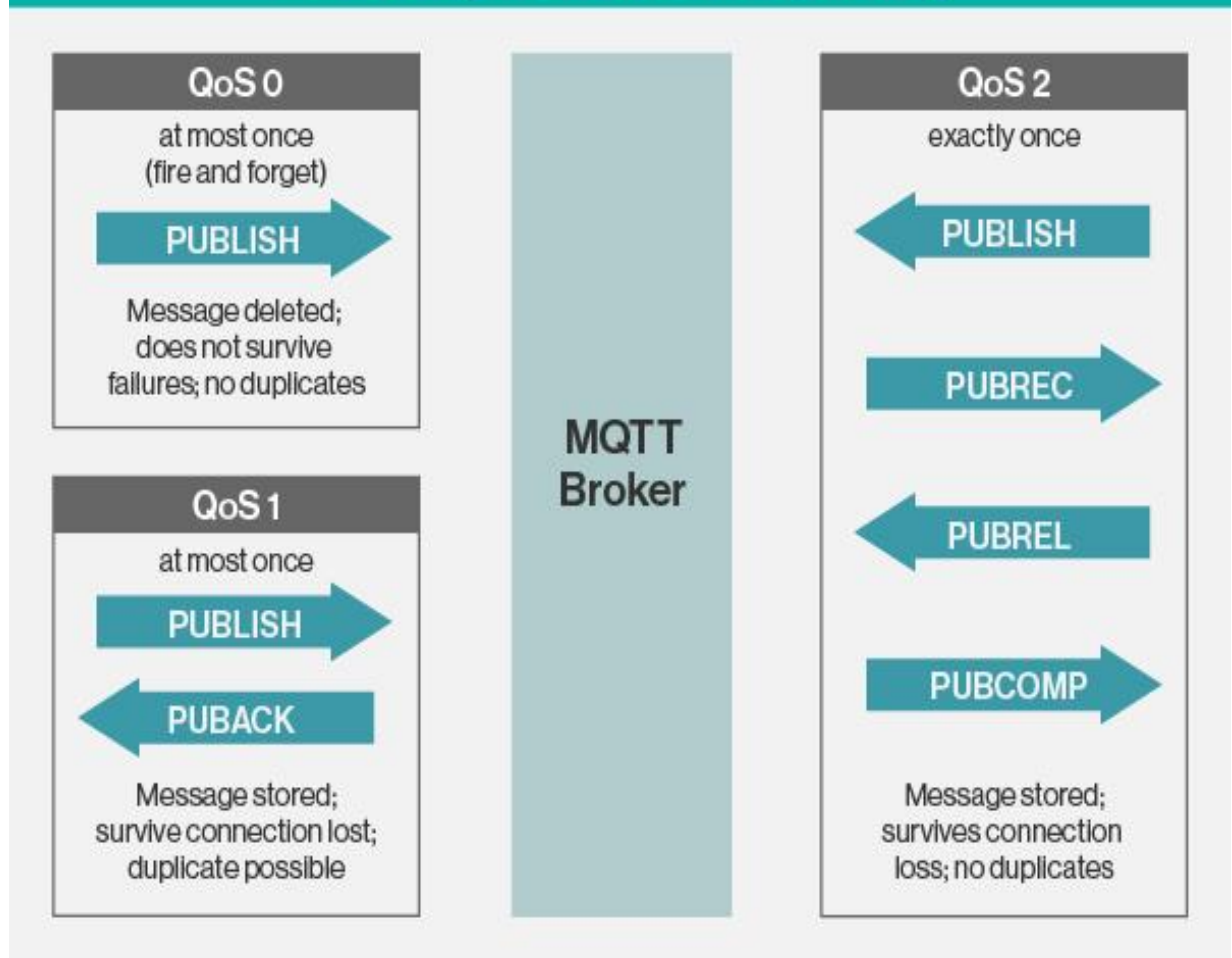 QoS 0
at most once
(fire and forget)
PUBLISH
Message deleted;
does not survive
failures; no duplicates
QoS 1
at most once
PUBLISH
PUBACK
Message stored;
survive connection lost;
duplicate possible
MQTT
Broker
QoS 2
exactly once
PUBLISH
PUBREC
PUBREL
PUBCOMP
Message stored;
survives connection
loss; no duplicates